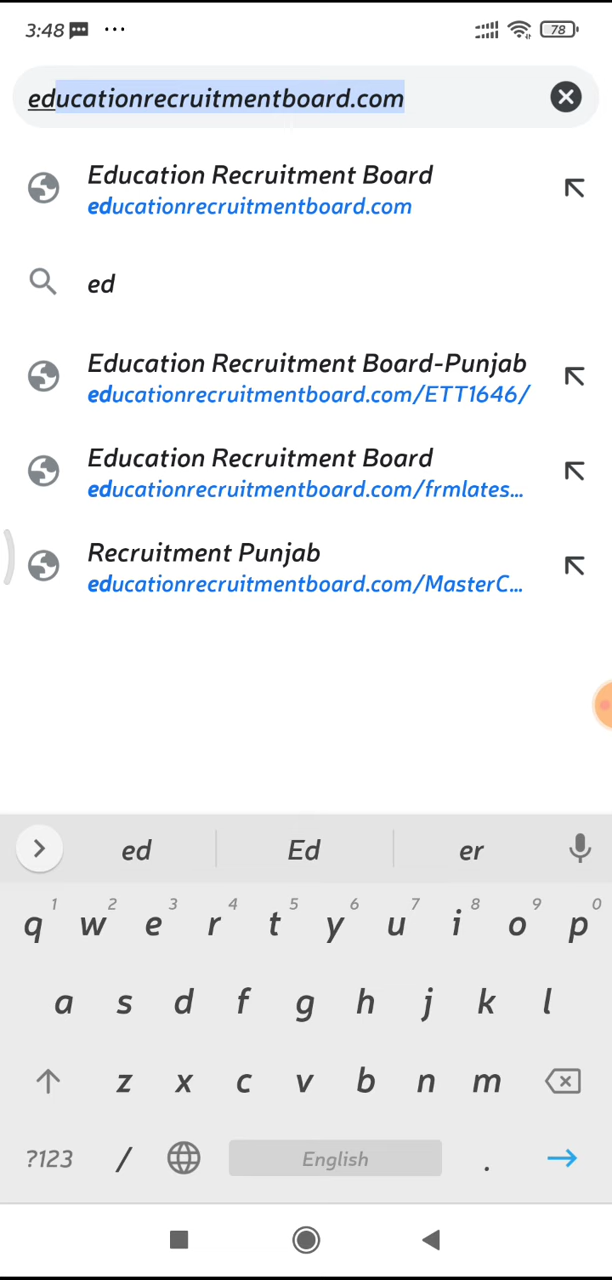 3:48 ... 78
educationrecruitmentboard.com
Education Recruitment Board
educationrecruitmentboard.com
ed
Education Recruitment Board-Punjab
educationrecruitmentboard.com/ETT1646/
Education Recruitment Board
educationrecruitmentboard.com/frmlates...
Recruitment Punjab
educationrecruitmentboard.com/MasterC...
ed Ed er
1 2 3 4 5 6 7 8 9 0
q w e r t y u i o p
a s d f g h j k l
z x c v b n m
?123 / English .